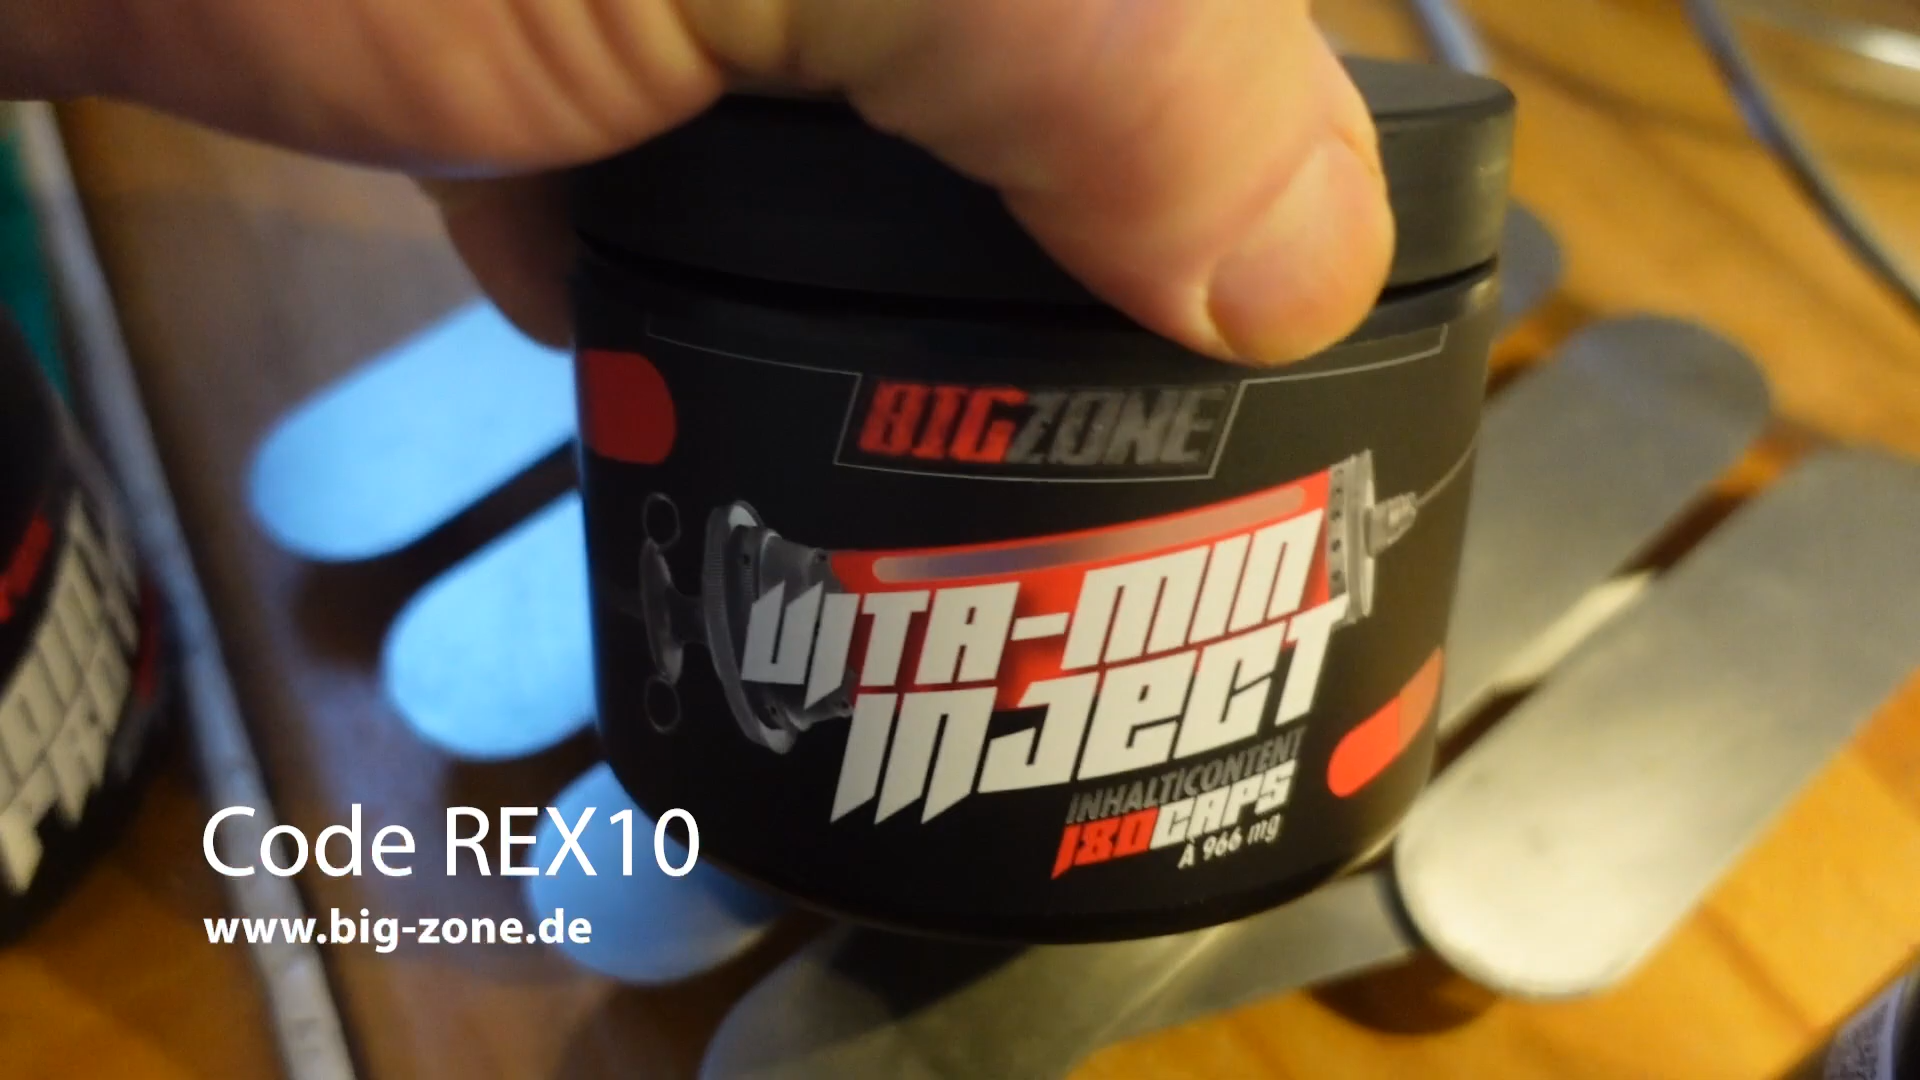 BIGZONE
VITA-MIN
INJECT
INHALT|CONTENT
180CAPS
À 966 mg
Code REX10
www.big-zone.de